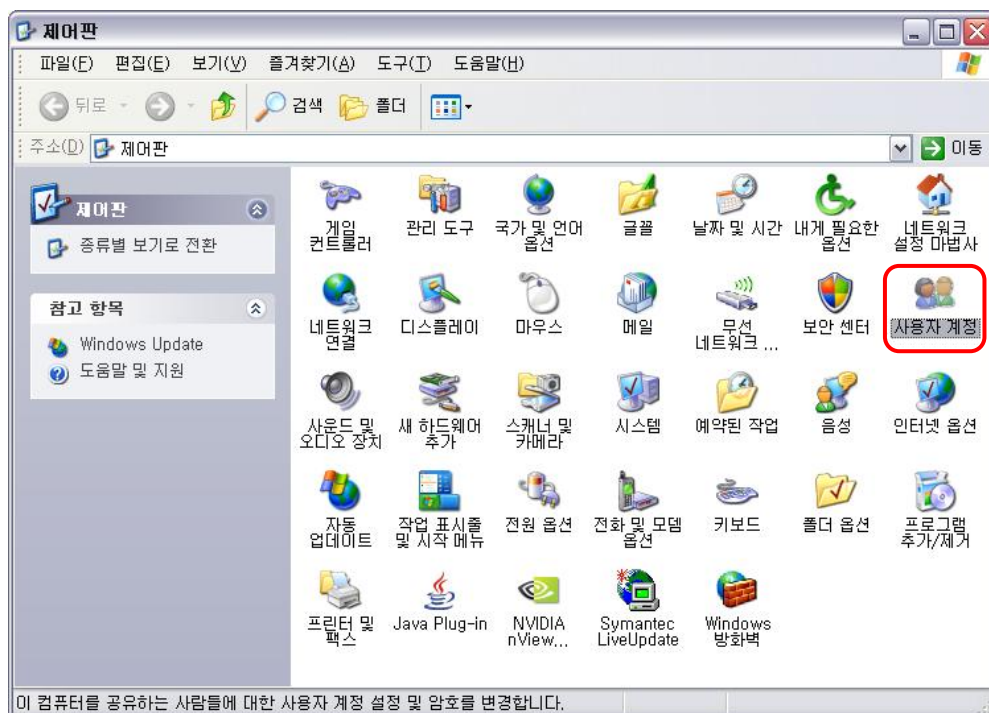 제어판
파일(F) 편집(E) 보기(V) 즐겨찾기(A) 도구(T) 도움말(H)
뒤로 검색 폴더
주소(D) 제어판 이동
제어판
종류별 보기로 전환
참고 항목
Windows Update
도움말 및 지원
게임
컨트롤러
관리 도구
국가 및 언어
옵션
글꼴
날짜 및 시간
내게 필요한
옵션
네트워크
설정 마법사
네트워크
연결
디스플레이
마우스
메일
무선
네트워크 ...
보안 센터
사용자 계정
사운드 및
오디오 장치
새 하드웨어
추가
스캐너 및
카메라
시스템
예약된 작업
음성
인터넷 옵션
자동
업데이트
작업 표시줄
및 시작 메뉴
전원 옵션
전화 및 모뎀
옵션
키보드
폴더 옵션
프로그램
추가/제거
프린터 및
팩스
Java Plug-in
NVIDIA
nView...
Symantec
LiveUpdate
Windows
방화벽
이 컴퓨터를 공유하는 사람들에 대한 사용자 계정 설정 및 암호를 변경합니다.